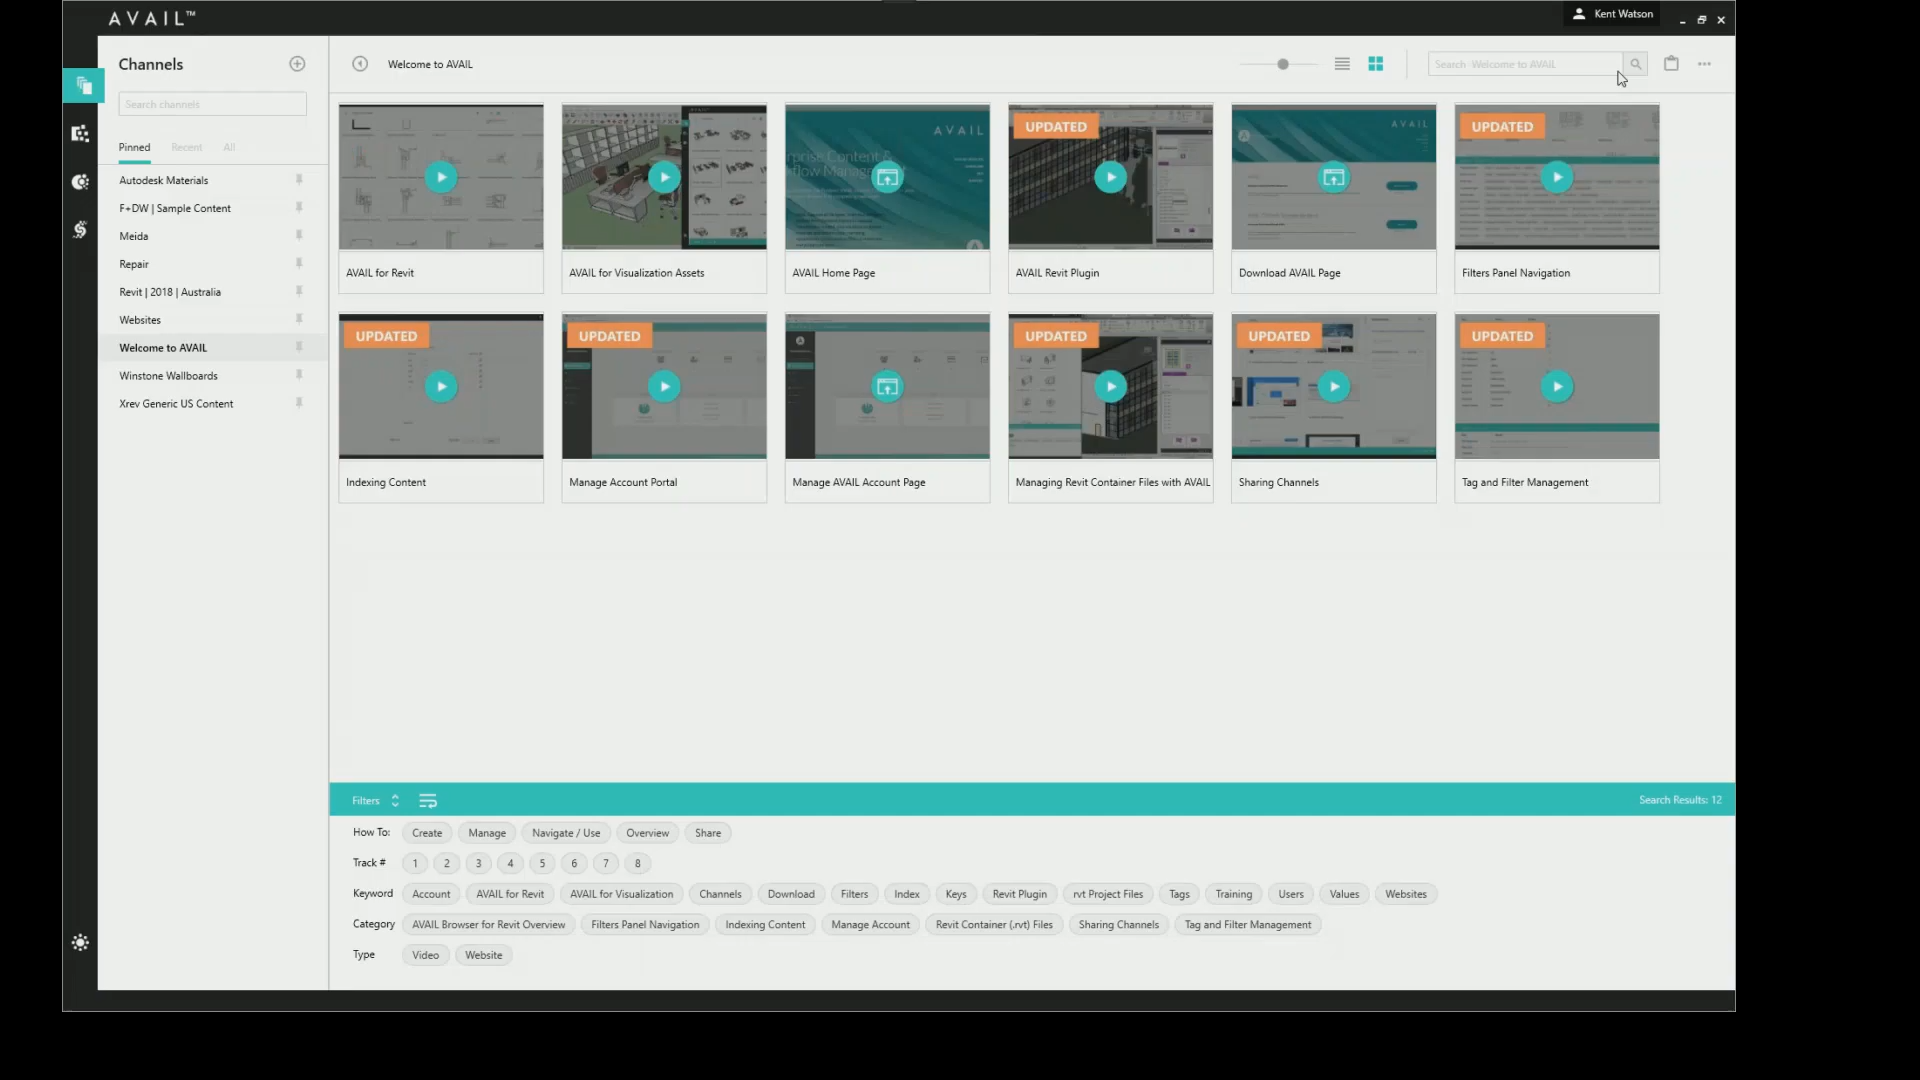 AVAIL™
Kent Watson
Channels
Welcome to AVAIL
Search Welcome to AVAIL
Search channels
Pinned Recent All
Autodesk Materials
F+DW | Sample Content
Meida
Repair
Revit | 2018 | Australia
Websites
Welcome to AVAIL
Winstone Wallboards
Xrev Generic US Content
AVAIL
UPDATED
AVAIL
UPDATED
AVAIL for Revit
AVAIL for Visualization Assets
AVAIL Home Page
AVAIL Revit Plugin
Download AVAIL Page
Filters Panel Navigation
UPDATED
UPDATED
UPDATED
UPDATED
UPDATED
Indexing Content
Manage Account Portal
Manage AVAIL Account Page
Managing Revit Container Files with AVAIL
Sharing Channels
Tag and Filter Management
Filters
Search Results: 12
How To: Create Manage Navigate / Use Overview Share
Track # 1 2 3 4 5 6 7 8
Keyword Account AVAIL for Revit AVAIL for Visualization Channels Download Filters Index Keys Revit Plugin rvt Project Files Tags Training Users Values Websites
Category AVAIL Browser for Revit Overview Filters Panel Navigation Indexing Content Manage Account Revit Container (.rvt) Files Sharing Channels Tag and Filter Management
Type Video Website